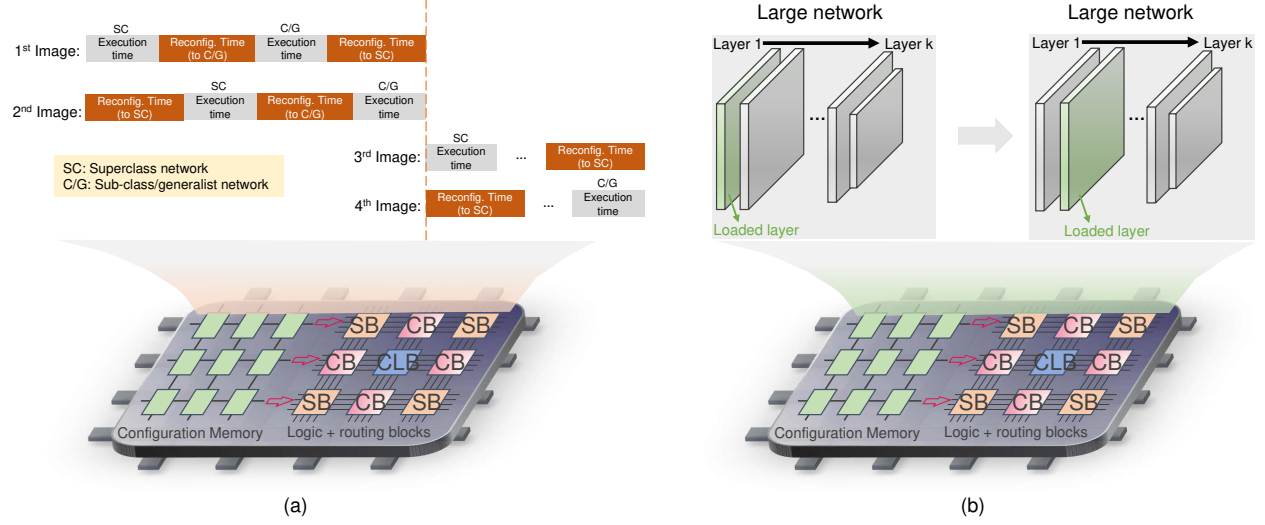 SC
C/G
1st Image:
Execution time
Reconfig. Time (to C/G)
Execution time
Reconfig. Time (to SC)
SC
C/G
2nd Image:
Reconfig. Time (to SC)
Execution time
Reconfig. Time (to C/G)
Execution time
SC
3rd Image:
Execution time
...
Reconfig. Time (to SC)
SC: Superclass network
C/G: Sub-class/generalist network
C/G
4th Image:
Reconfig. Time (to SC)
...
Execution time
SB CB SB
CB CLB CB
SB CB SB
Configuration Memory
Logic + routing blocks
(a)
Large network
Layer 1
Layer k
...
Loaded layer
Large network
Layer 1
Layer k
...
Loaded layer
SB CB SB
CB CLB CB
SB CB SB
Configuration Memory
Logic + routing blocks
(b)